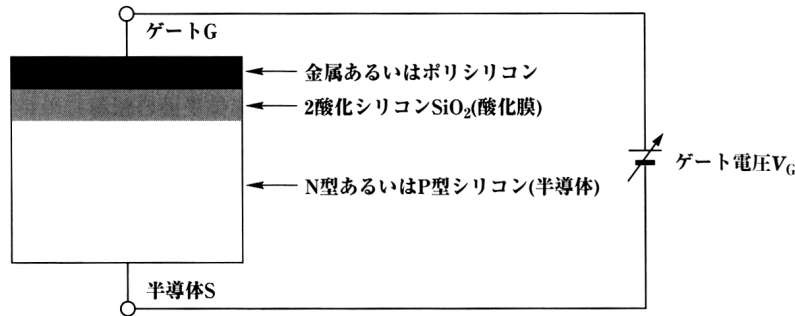 ゲートG
金属あるいはポリシリコン
2酸化シリコンSiO₂(酸化膜)
N型あるいはP型シリコン(半導体)
ゲート電圧V_G
半導体S